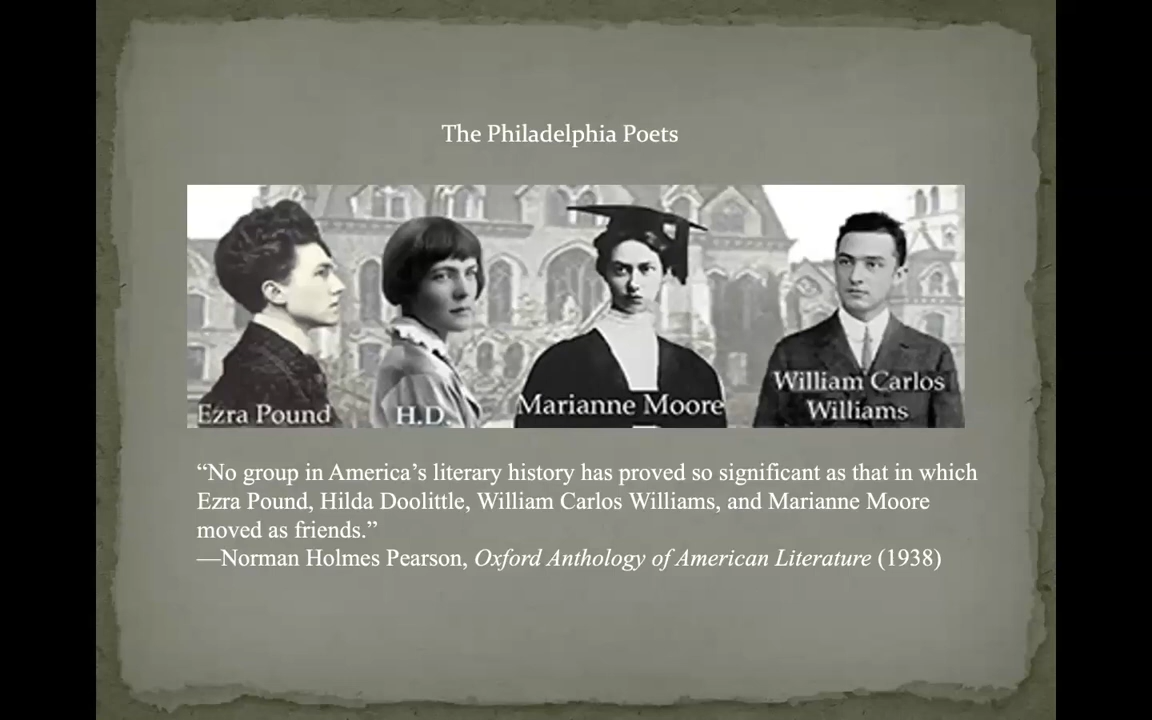 The Philadelphia Poets
Ezra Pound
H.D.
Marianne Moore
William Carlos
Williams
“No group in America’s literary history has proved so significant as that in which
Ezra Pound, Hilda Doolittle, William Carlos Williams, and Marianne Moore
moved as friends.”
—Norman Holmes Pearson, Oxford Anthology of American Literature (1938)